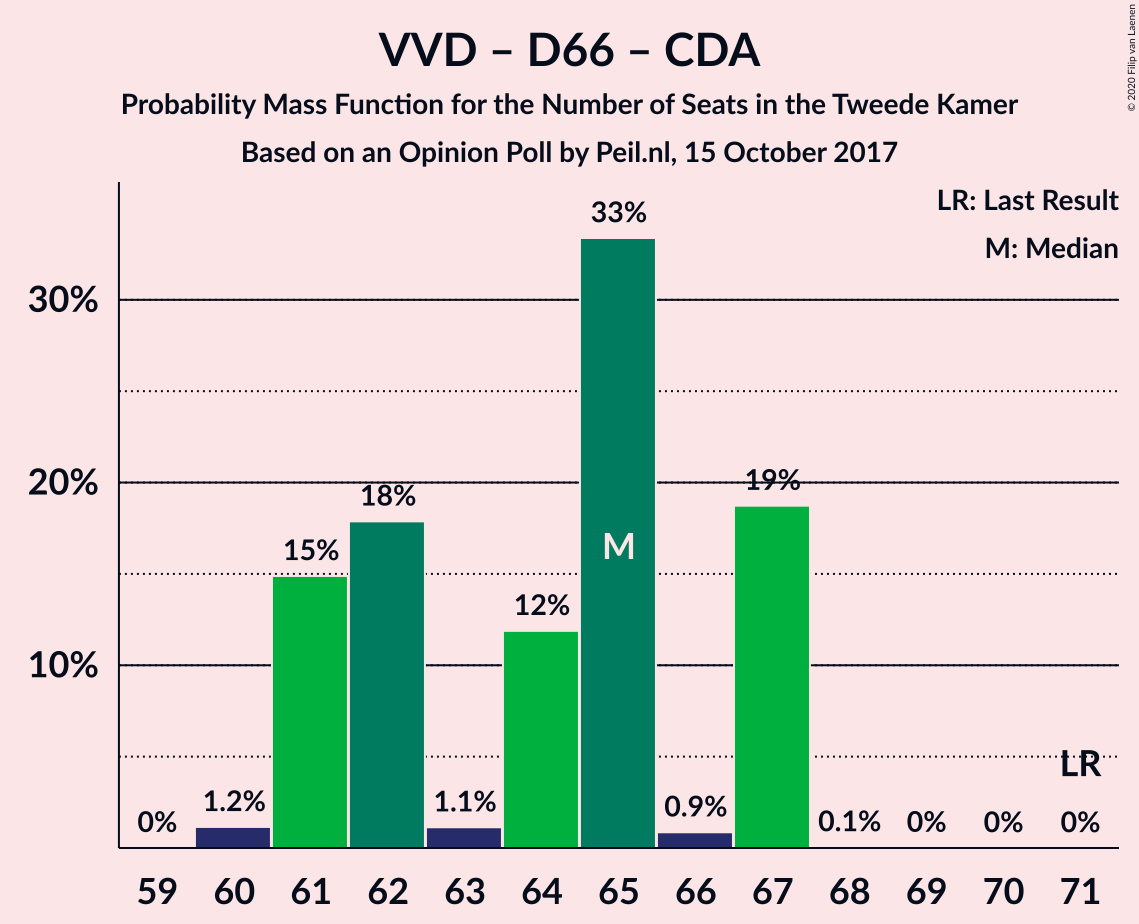 VVD – D66 – CDA
Probability Mass Function for the Number of Seats in the Tweede Kamer
Based on an Opinion Poll by Peil.nl, 15 October 2017
© 2020 Filip van Laenen
LR: Last Result
M: Median
30%
20%
10%
0%
1.2%
15%
18%
1.1%
12%
33%
M
0.9%
19%
0.1%
0%
0%
LR
0%
59 60 61 62 63 64 65 66 67 68 69 70 71